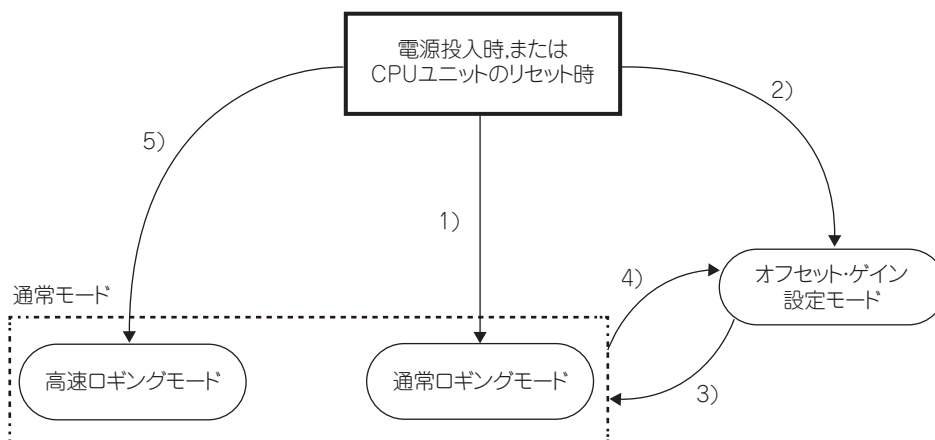 電源投入時,または
CPUユニットのリセット時
2)
5)
1)
4)
オフセット・ゲイン
設定モード
通常モード
高速ロギングモード
通常ロギングモード
3)